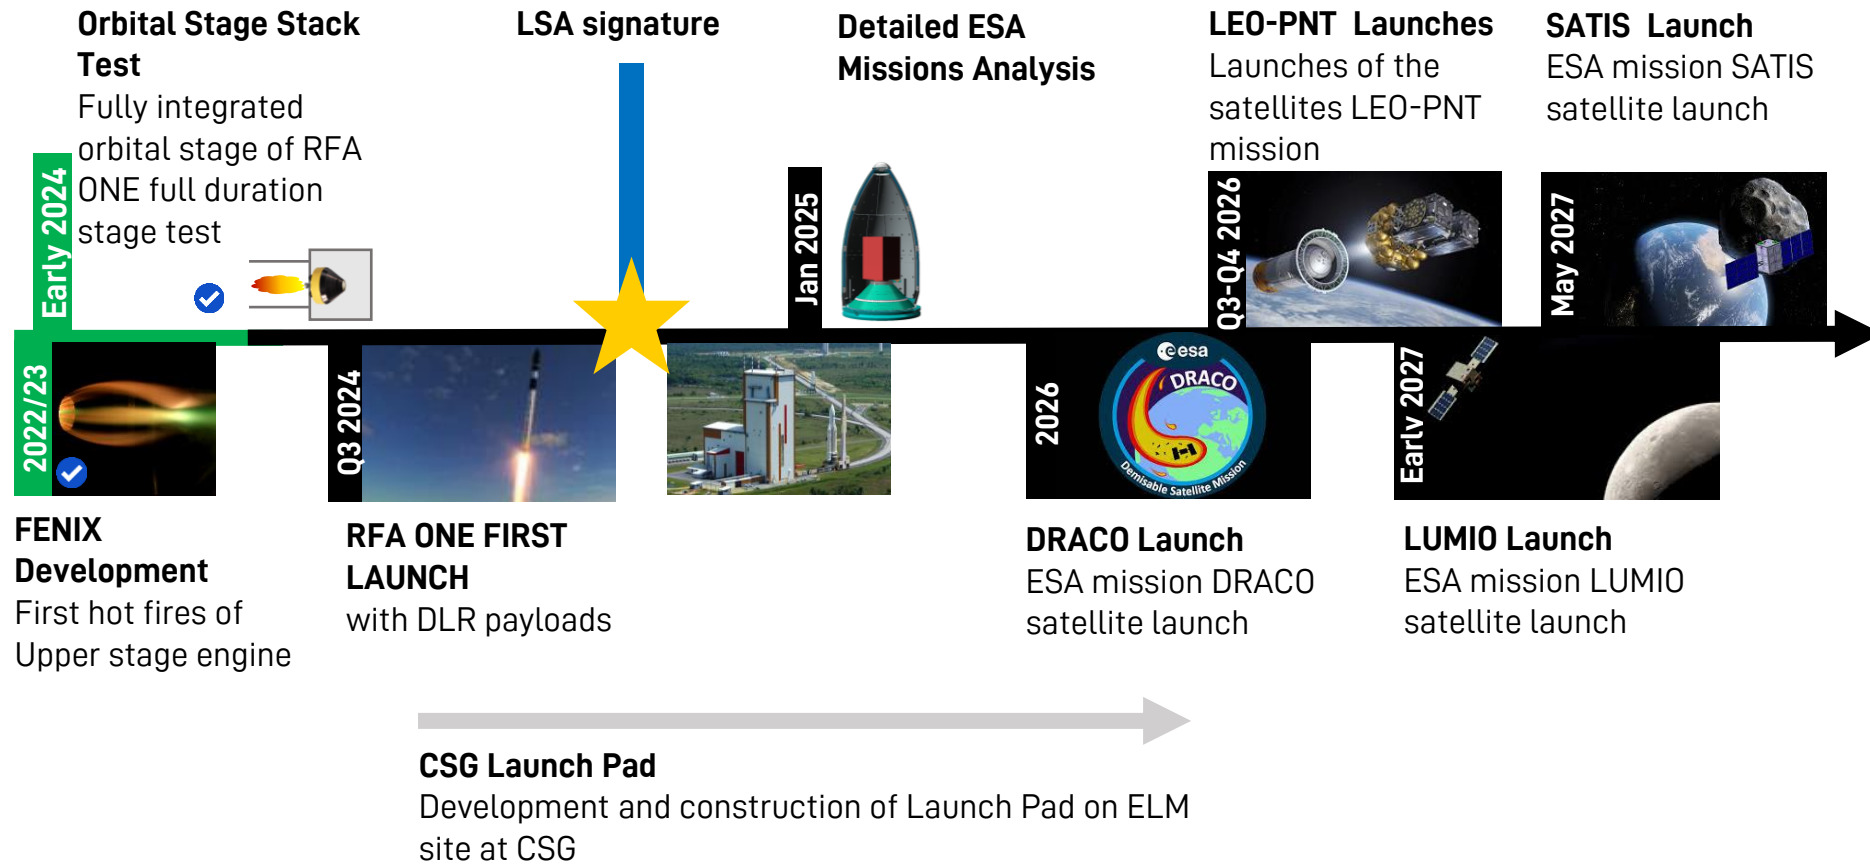 Orbital Stage Stack
Test
Fully integrated
orbital stage of RFA
ONE full duration
stage test
Early 2024
LSA signature
Detailed ESA
Missions Analysis
Jan 2025
LEO-PNT Launches
Launches of the
satellites LEO-PNT
mission
Q3-Q4 2026
SATIS Launch
ESA mission SATIS
satellite launch
May 2027
2022/23
FENIX
Development
First hot fires of
Upper stage engine
Q3 2024
RFA ONE FIRST
LAUNCH
with DLR payloads
2026
esa
DRACO
Demisable Satellite Mission
DRACO Launch
ESA mission DRACO
satellite launch
Early 2027
LUMIO Launch
ESA mission LUMIO
satellite launch
CSG Launch Pad
Development and construction of Launch Pad on ELM
site at CSG